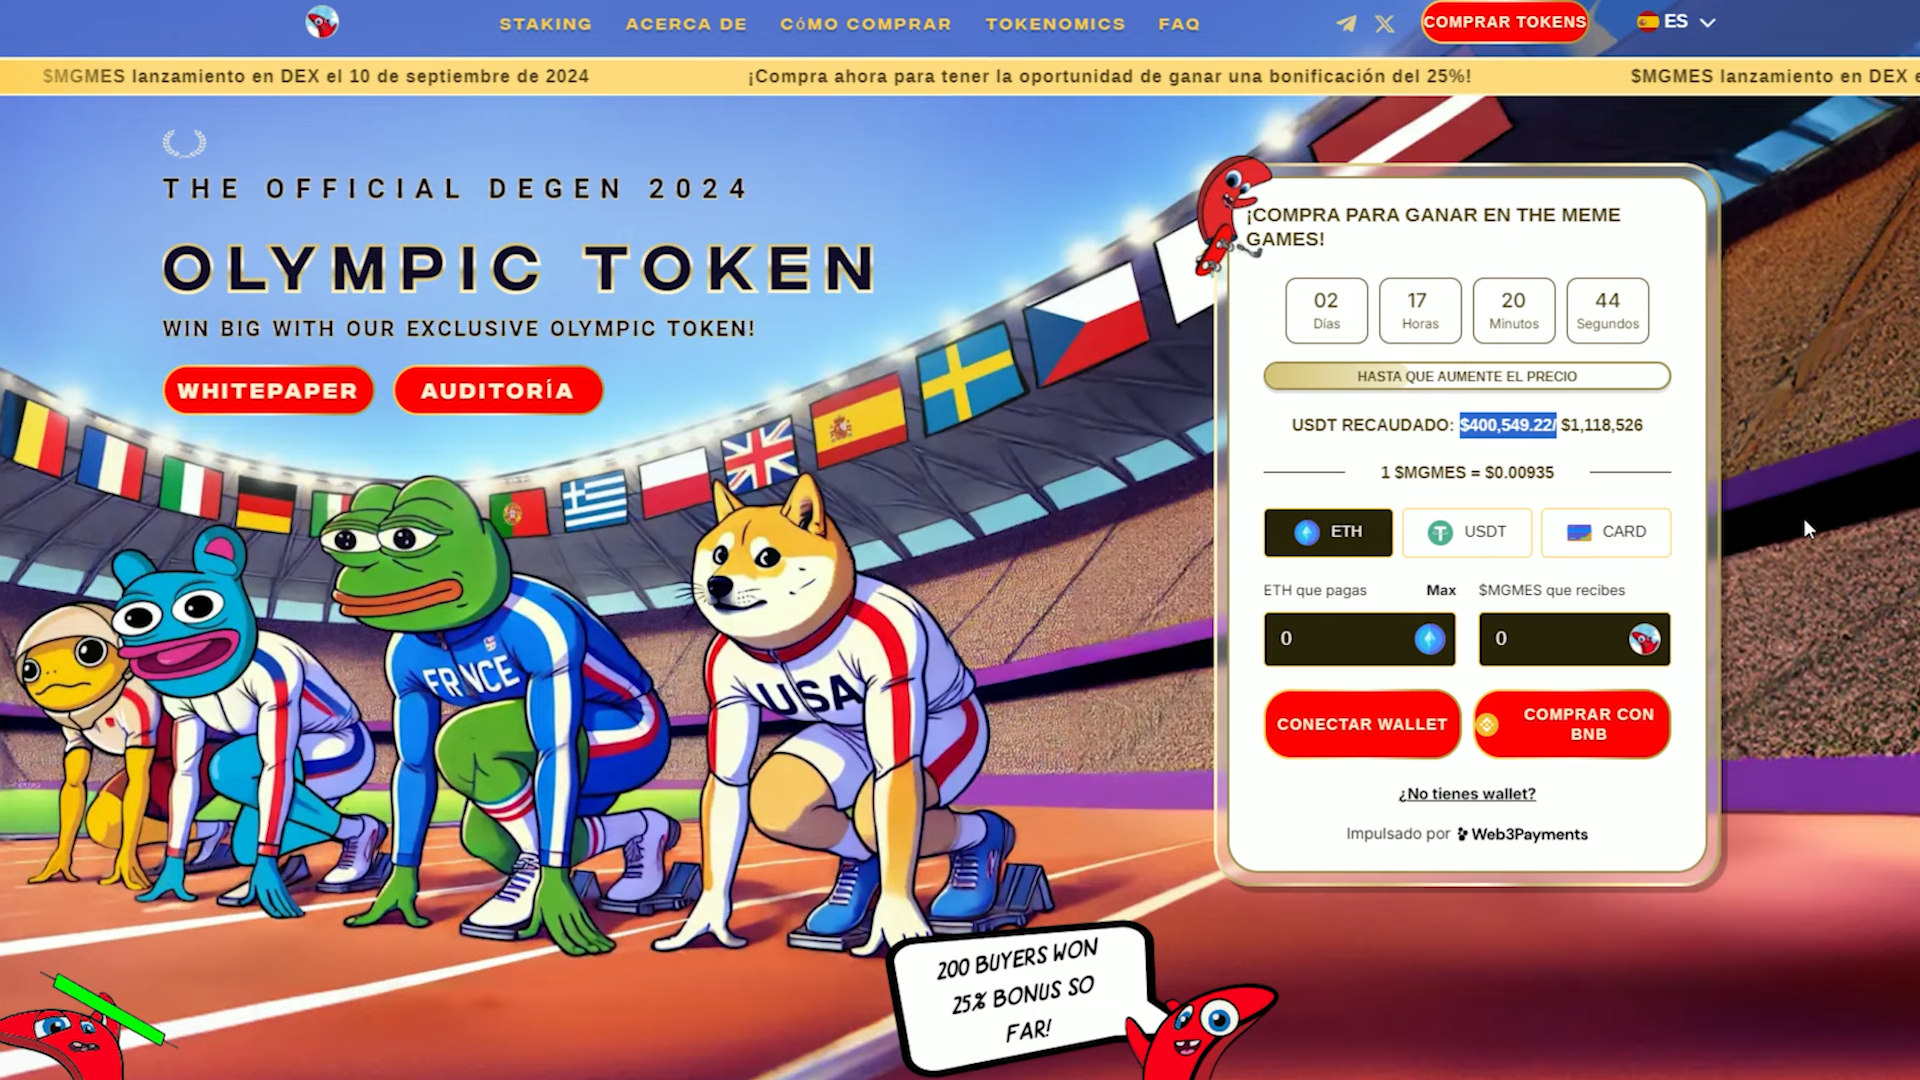 STAKING
ACERCA DE
CÓMO COMPRAR
TOKENOMICS
FAQ
COMPRAR TOKENS
ES
$MGMES lanzamiento en DEX el 10 de septiembre de 2024
¡Compra ahora para tener la oportunidad de ganar una bonificación del 25%!
$MGMES lanzamiento en DEX e
THE OFFICIAL DEGEN 2024
OLYMPIC TOKEN
WIN BIG WITH OUR EXCLUSIVE OLYMPIC TOKEN!
WHITEPAPER
AUDITORÍA
¡COMPRA PARA GANAR EN THE MEME
GAMES!
02
Días
17
Horas
20
Minutos
44
Segundos
HASTA QUE AUMENTE EL PRECIO
USDT RECAUDADO: $400,549.22/ $1,118,526
1 $MGMES = $0.00935
ETH
USDT
CARD
ETH que pagas
Max
$MGMES que recibes
0
0
CONECTAR WALLET
COMPRAR CON
BNB
¿No tienes wallet?
Impulsado por Web3Payments
FRNCE
USA
200 BUYERS WON
25% BONUS SO
FAR!